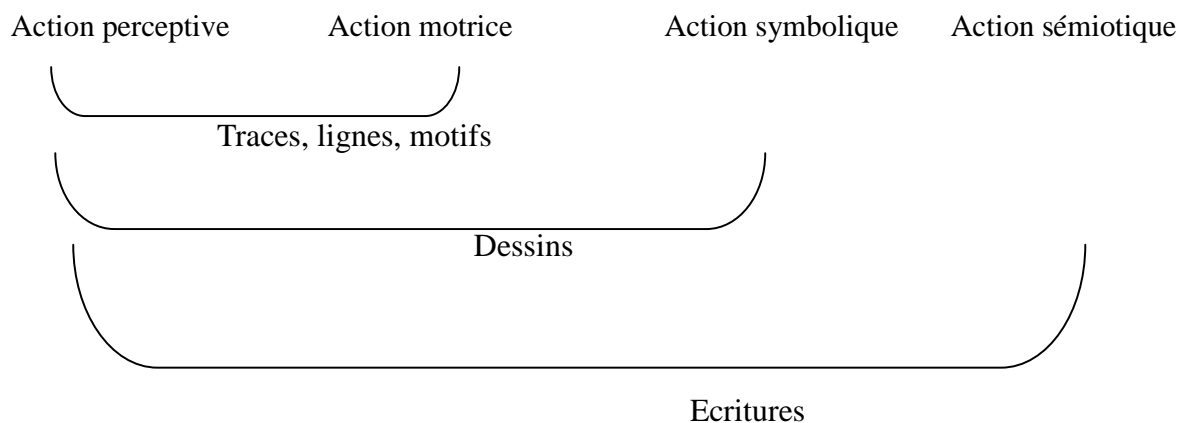 Action perceptive Action motrice Action symbolique Action sémiotique
Traces, lignes, motifs
Dessins
Ecritures